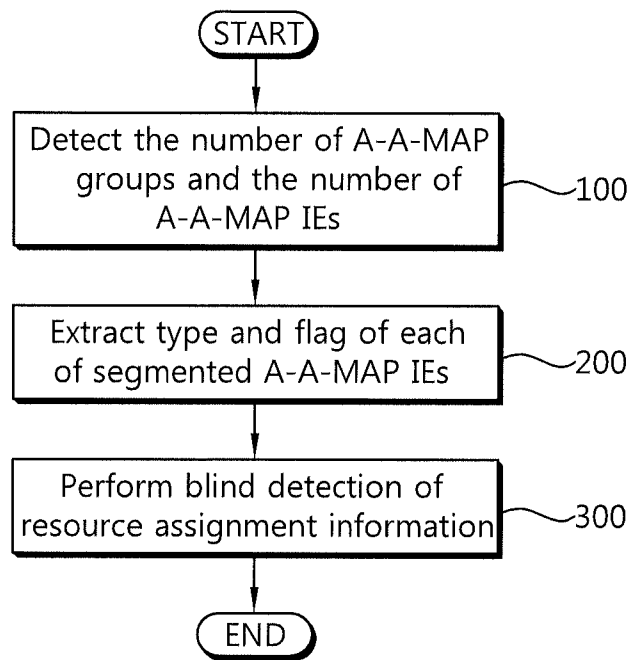 START
Detect the number of A-A-MAP
groups and the number of
A-A-MAP IEs
100
Extract type and flag of each
of segmented A-A-MAP IEs
200
Perform blind detection of
resource assignment information
300
END